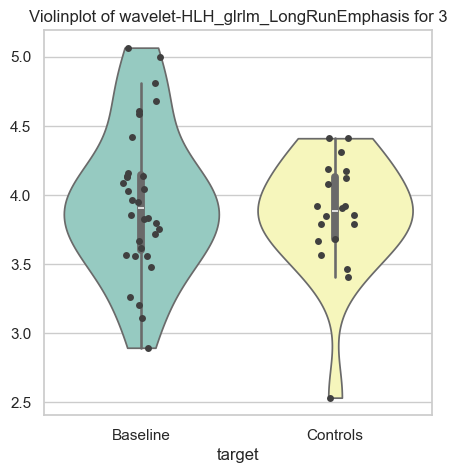 Violinplot of wavelet-HLH_glrlm_LongRunEmphasis for 3
5.0
4.5
4.0
3.5
3.0
2.5
Baseline Controls
target